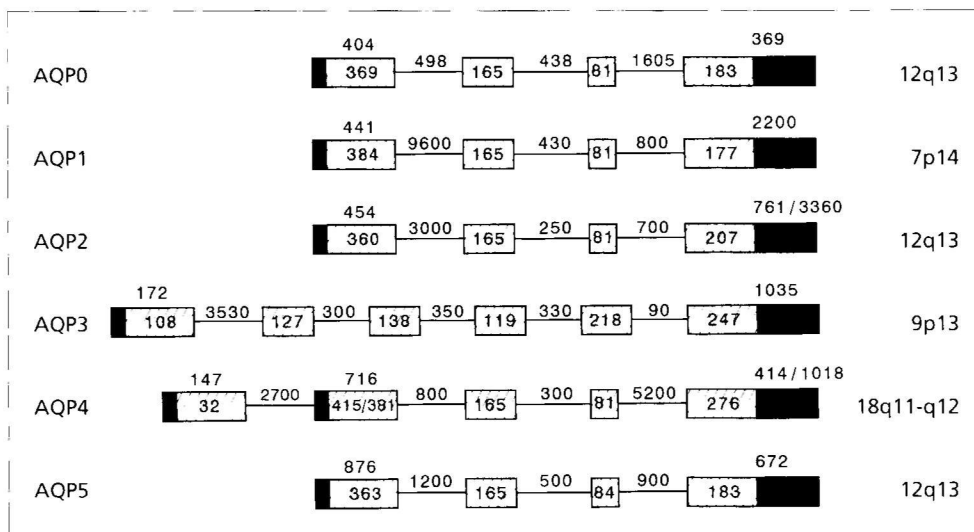 404 369
AQP0 369 498 165 438 81 1605 183 12q13
441 2200
AQP1 384 9600 165 430 81 800 177 7p14
454 761/3360
AQP2 360 3000 165 250 81 700 207 12q13
172 1035
AQP3 108 3530 127 300 138 350 119 330 218 90 247 9p13
147 716 414/1018
AQP4 32 2700 415/381 800 165 300 81 5200 276 18q11-q12
876 672
AQP5 363 1200 165 500 84 900 183 12q13